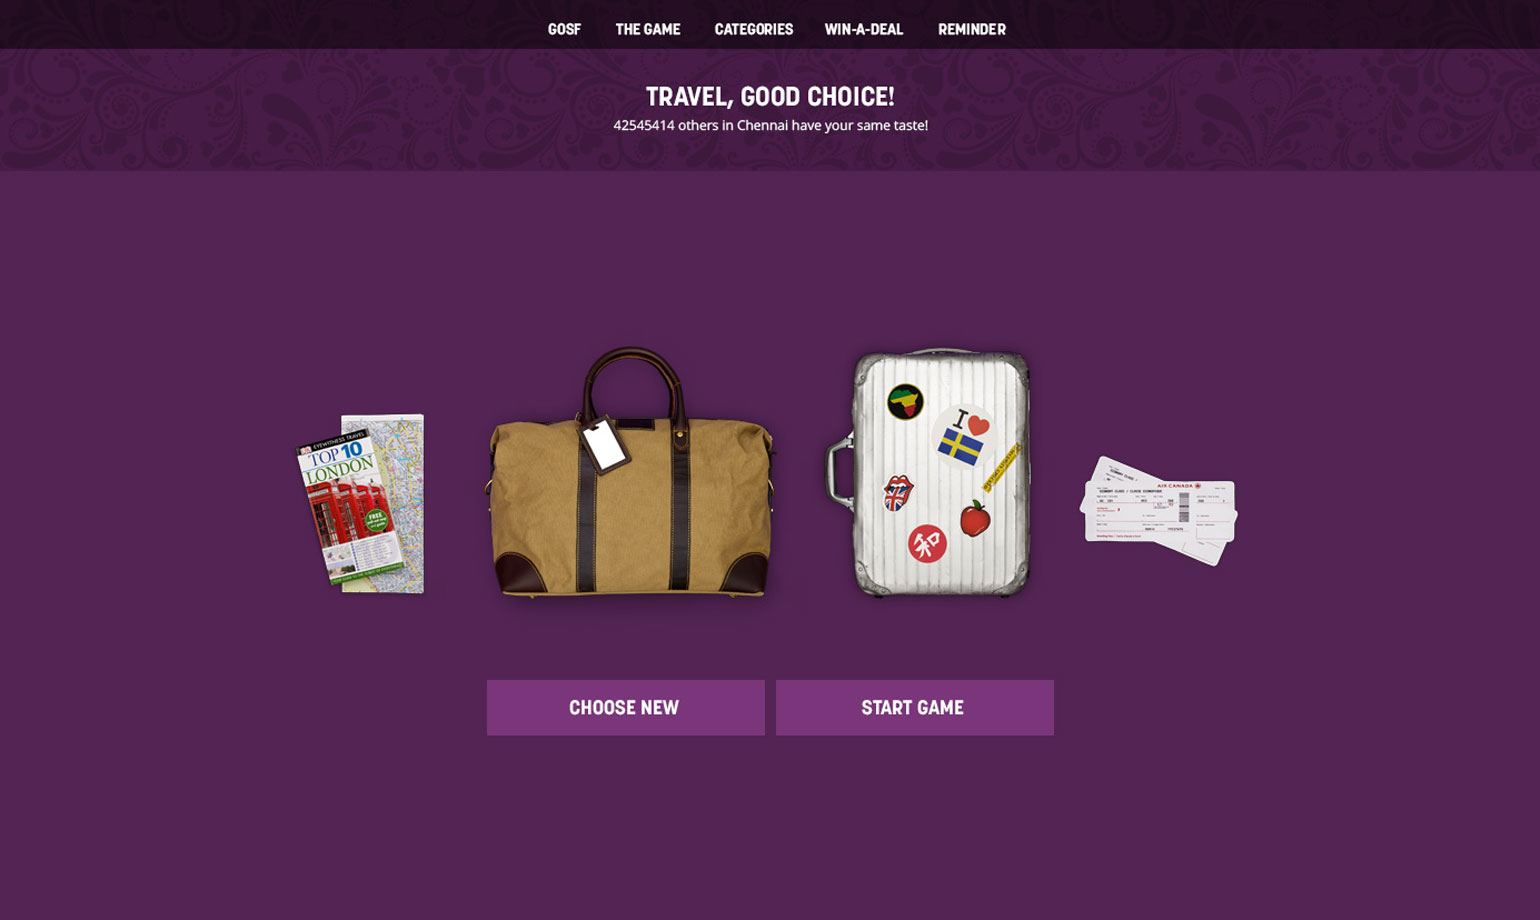 GOSF
THE GAME
CATEGORIES
WIN-A-DEAL
REMINDER
TRAVEL, GOOD CHOICE!
42545414 others in Chennai have your same taste!
EYEWITNESS TRAVEL
TOP 10
LONDON
FREE
I
和
AIR CANADA
CHOOSE NEW
START GAME